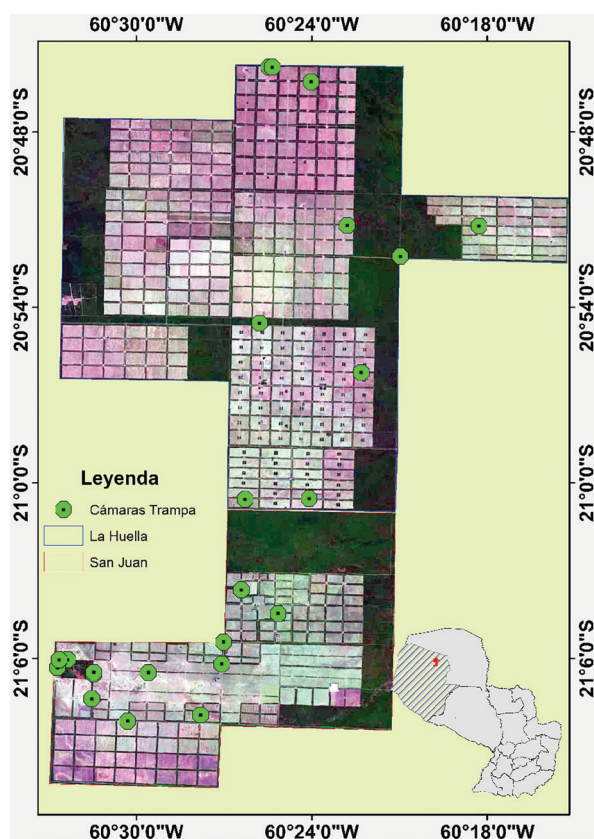 60°30'0"W 60°24'0"W 60°18'0"W
20°48'0"S 20°48'0"S
20°54'0"S 20°54'0"S
21°0'0"S 21°0'0"S
Leyenda
Cámaras Trampa
La Huella
San Juan
21°6'0"S 21°6'0"S
60°30'0"W 60°24'0"W 60°18'0"W